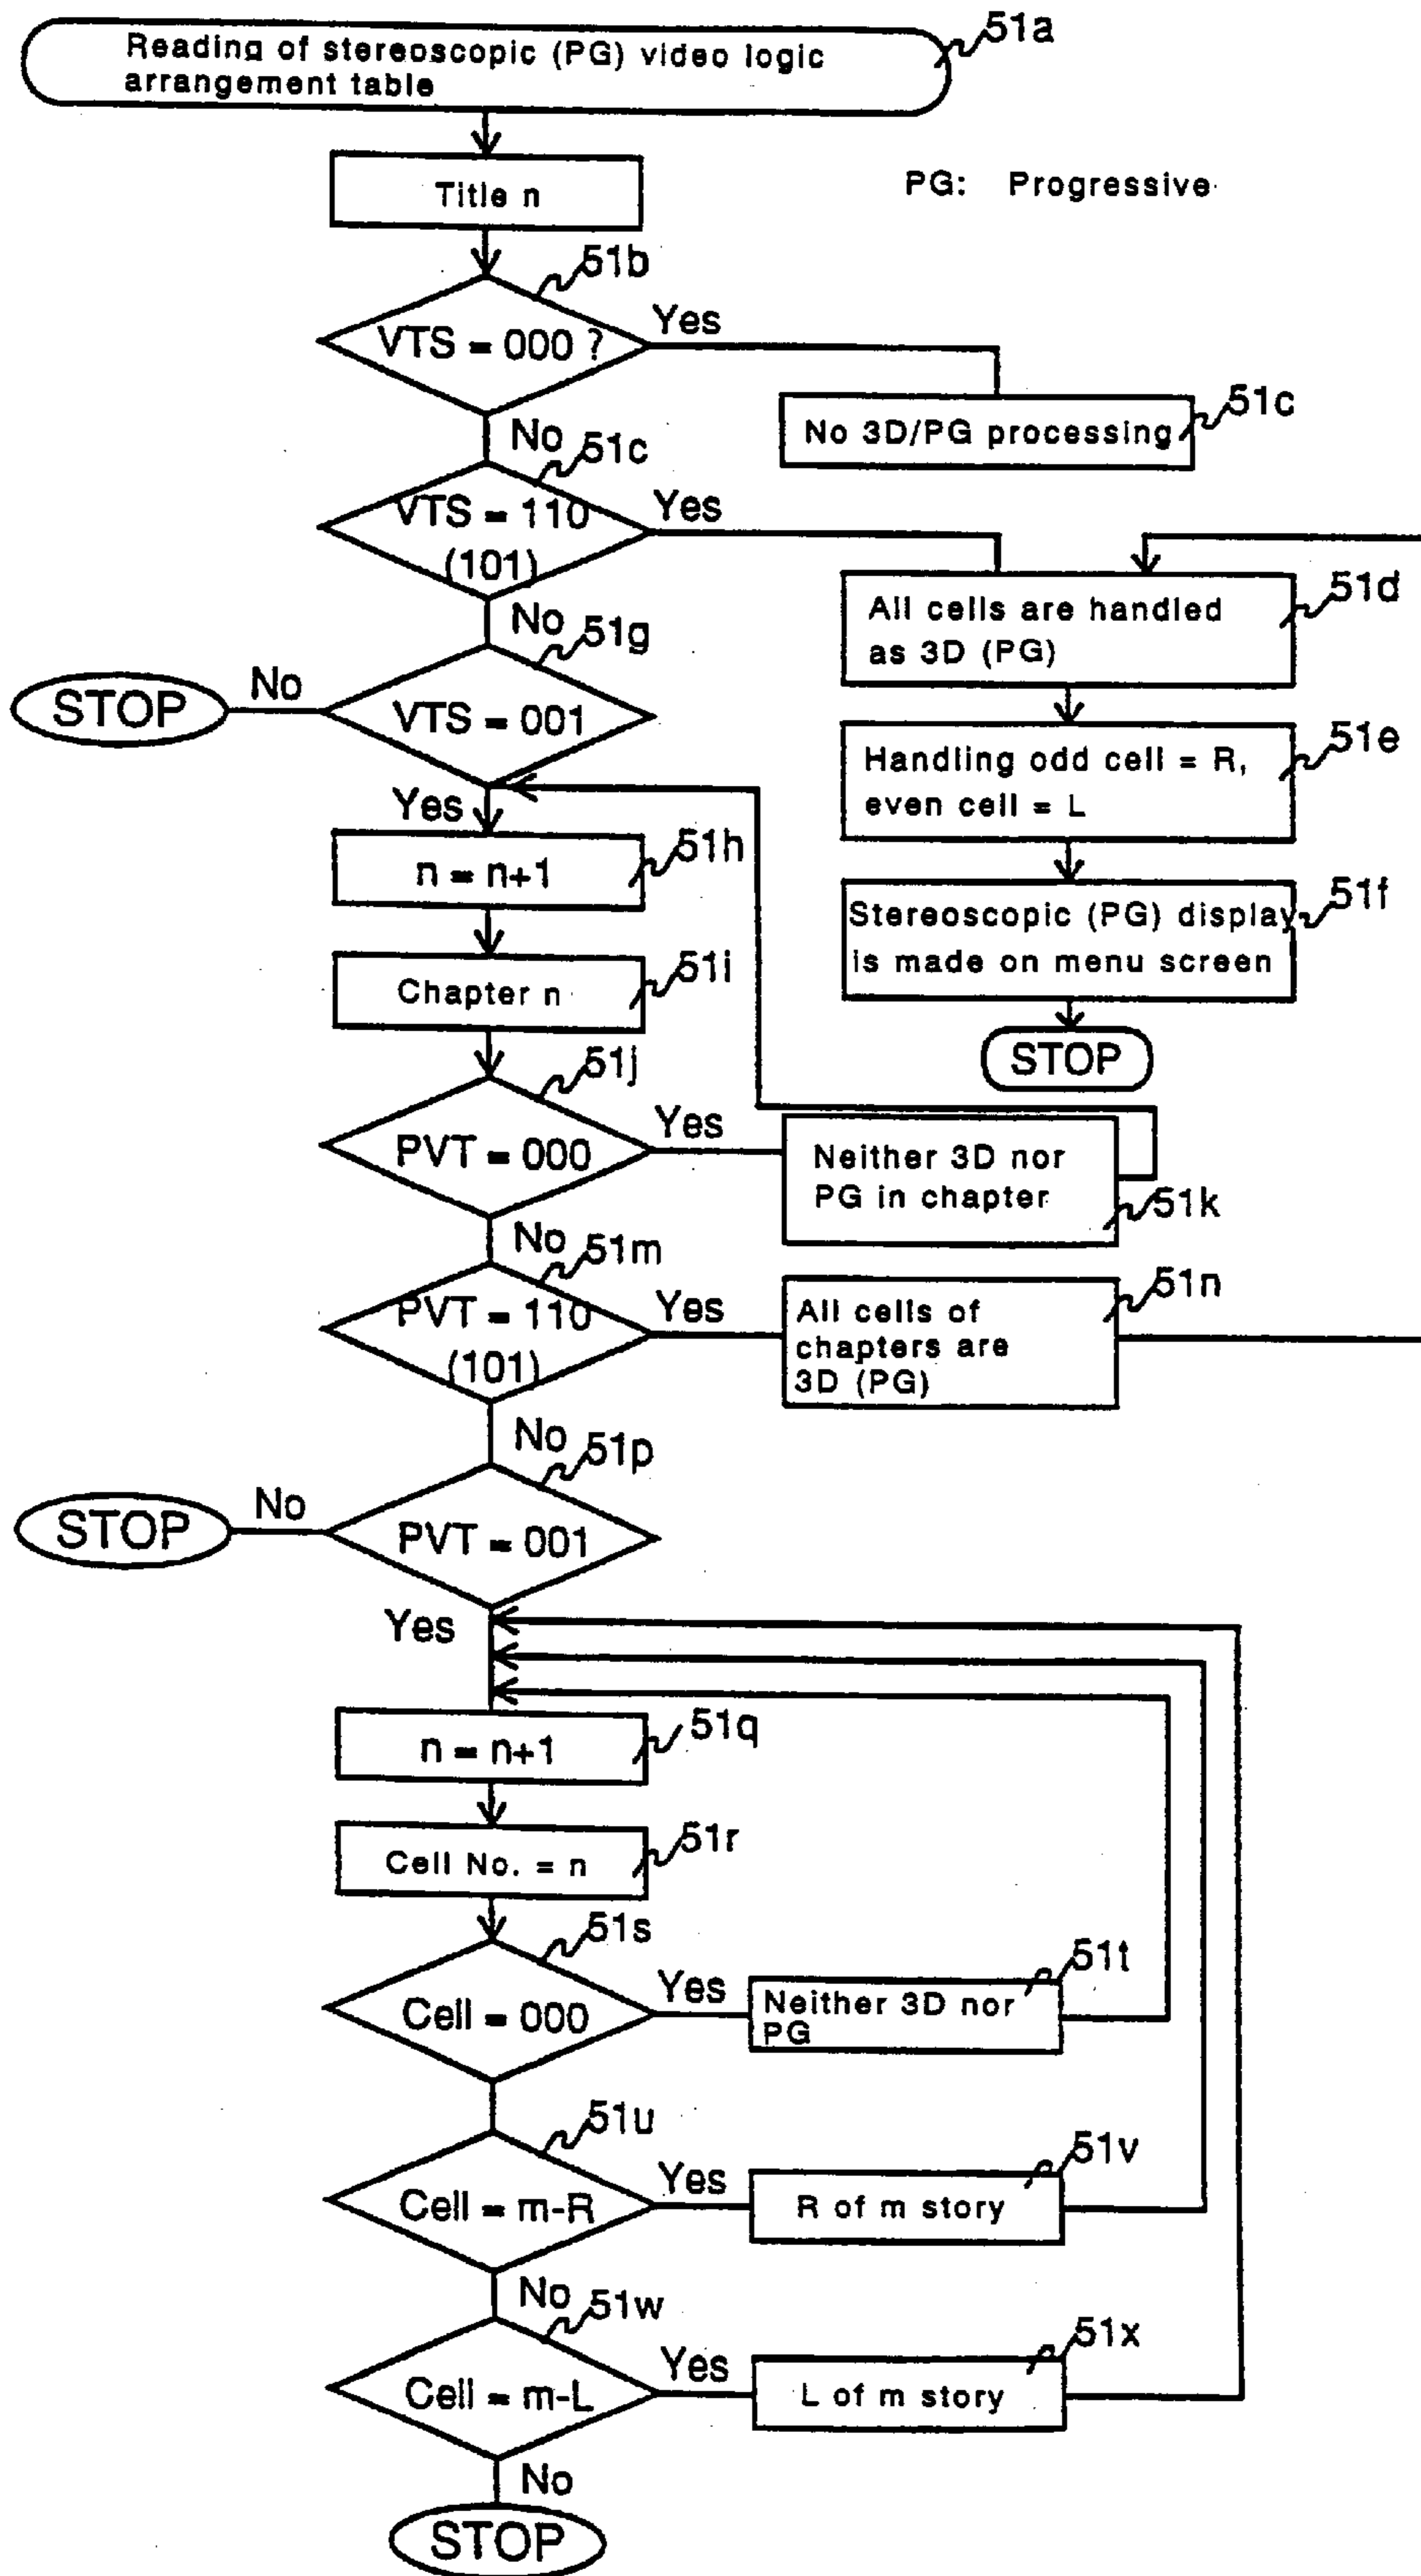 51a
Reading of stereoscopic (PG) video logic
arrangement table
Title n
PG: Progressive
51b
VTS = 000 ?
Yes
No
51c
No 3D/PG processing
51c
VTS = 110
(101)
Yes
No
51d
All cells are handled
as 3D (PG)
51g
VTS = 001
No
STOP
Yes
51e
Handling odd cell = R,
even cell = L
51h
n = n+1
51f
Stereoscopic (PG) display
is made on menu screen
STOP
51i
Chapter n
51j
PVT = 000
Yes
No
Neither 3D nor
PG in chapter
51k
51m
PVT = 110
(101)
Yes
No
51n
All cells of
chapters are
3D (PG)
51p
PVT = 001
No
STOP
Yes
51q
n = n+1
51r
Cell No. = n
51s
Cell = 000
Yes
51t
Neither 3D nor
PG
51u
Cell = m-R
Yes
No
51v
R of m story
51w
Cell = m-L
Yes
51x
L of m story
No
STOP